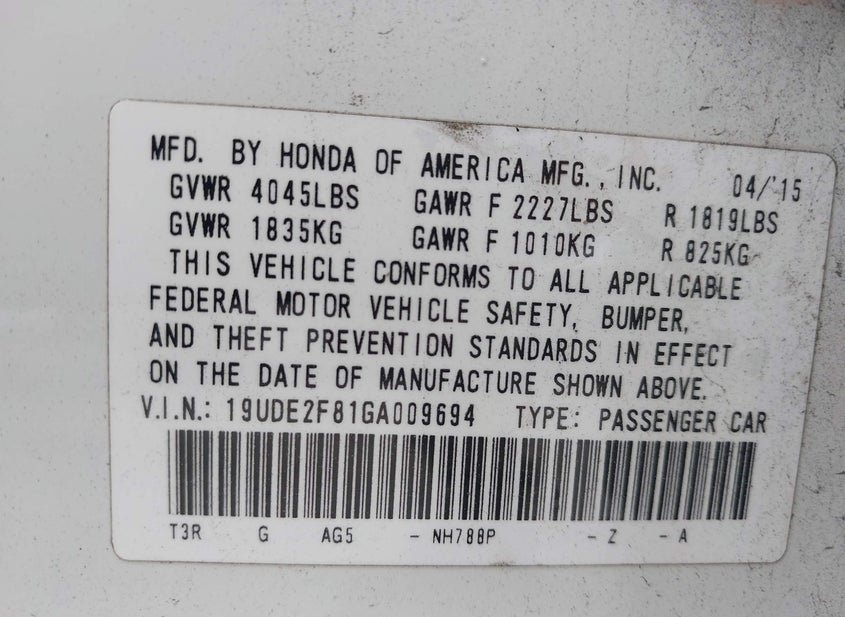 MFD. BY HONDA OF AMERICA MFG., INC. 04/'15
GVWR 4045LBS GAWR F 2227LBS R 1819LBS
GVWR 1835KG GAWR F 1010KG R 825KG
THIS VEHICLE CONFORMS TO ALL APPLICABLE
FEDERAL MOTOR VEHICLE SAFETY, BUMPER,
AND THEFT PREVENTION STANDARDS IN EFFECT
ON THE DATE OF MANUFACTURE SHOWN ABOVE.
V.I.N.: 19UDE2F81GA009694 TYPE: PASSENGER CAR
T3R G AG5 - NH788P - Z - A